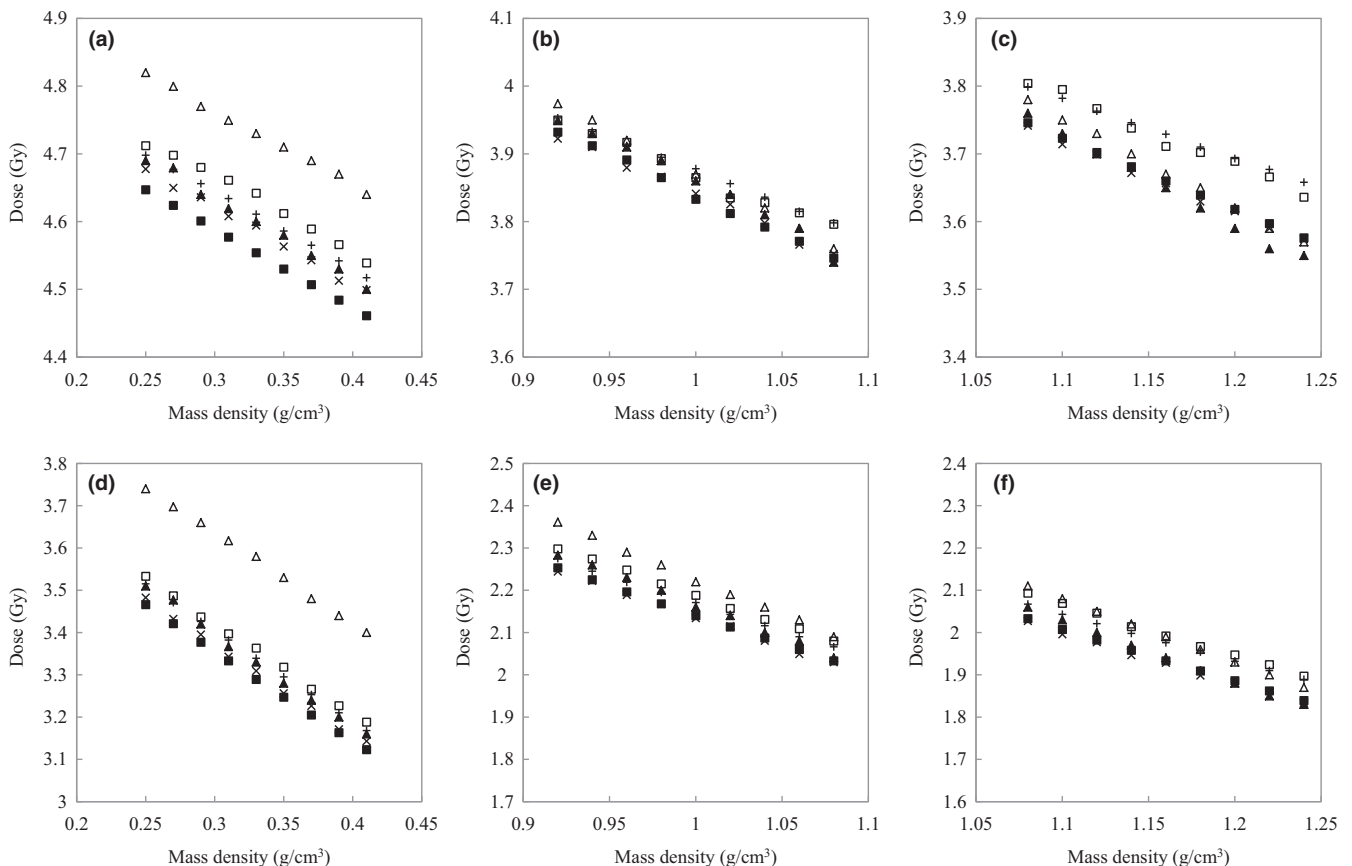 (a)
4.9
4.8
4.7
4.6
4.5
4.4
Dose (Gy)
0.2 0.25 0.3 0.35 0.4 0.45
Mass density (g/cm³)
(b)
4.1
4
3.9
3.8
3.7
3.6
Dose (Gy)
0.9 0.95 1 1.05 1.1
Mass density (g/cm³)
(c)
3.9
3.8
3.7
3.6
3.5
3.4
Dose (Gy)
1.05 1.10 1.15 1.20 1.25
Mass density (g/cm³)
(d)
3.8
3.7
3.6
3.5
3.4
3.3
3.2
3.1
3
Dose (Gy)
0.2 0.25 0.3 0.35 0.4 0.45
Mass density (g/cm³)
(e)
2.5
2.4
2.3
2.2
2.1
2
1.9
1.8
1.7
Dose (Gy)
0.9 0.95 1 1.05 1.1
Mass density (g/cm³)
(f)
2.4
2.3
2.2
2.1
2
1.9
1.8
1.7
1.6
Dose (Gy)
1.05 1.10 1.15 1.20 1.25
Mass density (g/cm³)